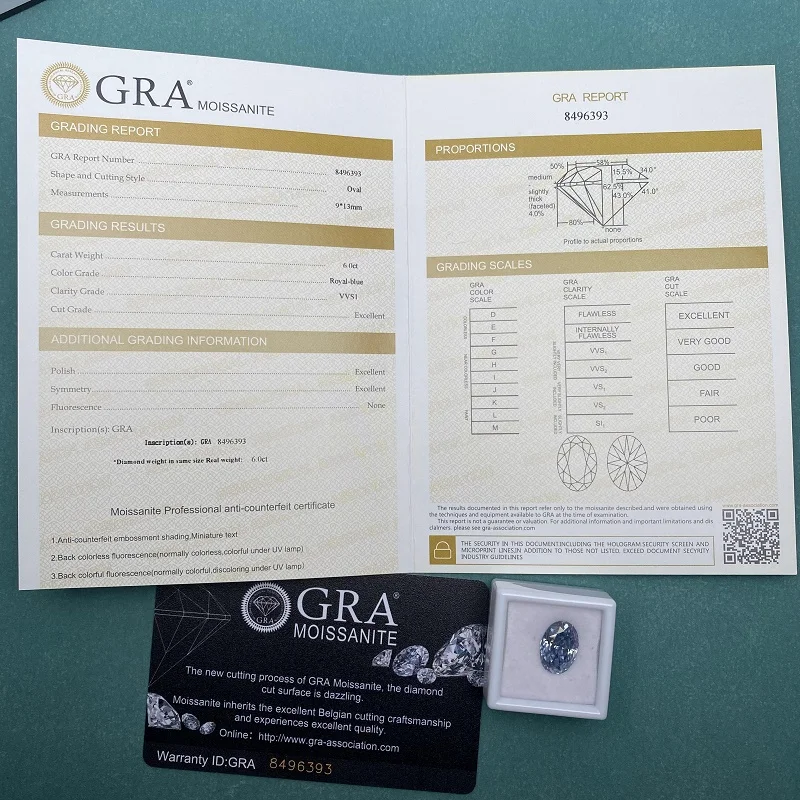 GRA® MOISSANITE
GRADING REPORT
GRA Report Number 8496393
Shape and Cutting Style Oval
Measurements 9*13mm
GRADING RESULTS
Carat Weight 6.0ct
Color Grade Royal-blue
Clarity Grade VVS1
Cut Grade Excellent
ADDITIONAL GRADING INFORMATION
Polish Excellent
Symmetry Excellent
Fluorescence None
Inscription(s): GRA
Inscription(s): GRA 8496393
*Diamond weight in same size Real weight: 6.0ct
Moissanite Professional anti-counterfeit certificate
1.Anti-counterfeit embossment shading,Miniature text
2.Back colorless fluorescence(normally colorless,colorful under UV lamp)
3.Back colorful fluorescence(normally colorful,discoloring under UV lamp)
GRA REPORT
8496393
PROPORTIONS
50%
58%
15.5%
34.0°
medium
slightly
thick
(faceted)
4.0%
62.5%
43.0%
41.0°
80%
none
Profile to actual proportions
GRADING SCALES
GRA
COLOR
SCALE
D
E
F
G
H
I
J
K
L
M
GRA
CLARITY
SCALE
FLAWLESS
INTERNALLY
FLAWLESS
VVS1
VVS2
VS1
VS2
SI1
GRA
CUT
SCALE
EXCELLENT
VERY GOOD
GOOD
FAIR
POOR
The results documented in this report refer only to the moissanite described and were obtained using
the techniques and equipment available to GRA at the time of examination.
This report is not a guarantee or valuation. For additional information and important limitations and dis
claimers. please see gra-association.com
www.gra-association.com
THE SECURITY IN THIS DOCUMENT.INCLUDING THE HOLOGRAM.SECURITY SCREEN AND
MICROPRINT LINES.IN ADDITION TO THOSE NOT LISTED. EXCEED DOCUMENT SECYRITY
INDUSTRY GUIDELINES
GRA®
MOISSANITE
The new cutting process of GRA Moissanite, the diamond
cut surface is dazzling.
Moissanite inherits the excellent Belgian cutting craftsmanship
and experiences excellent quality.
Online: http://www.gra-association.com
Warranty ID:GRA 8496393